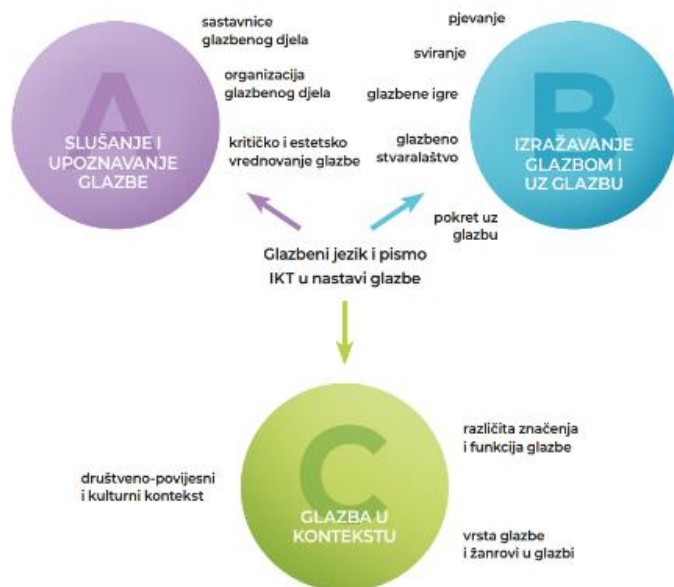 A
SLUŠANJE I
UPOZNAVANJE
GLAZBE
sastavnice
glazbenog djela
organizacija
glazbenog djela
kritičko i estetsko
vrednovanje glazbe
pjevanje
sviranje
glazbene igre
glazbeno
stvaralaštvo
pokret uz
glazbu
B
IZRAŽAVANJE
GLAZBOM I
UZ GLAZBU
Glazbeni jezik i pismo
IKT u nastavi glazbe
društveno-povijesni
i kulturni kontekst
C
GLAZBA U
KONTEKSTU
različita značenja
i funkcija glazbe
vrsta glazbe
i žanrovi u glazbi